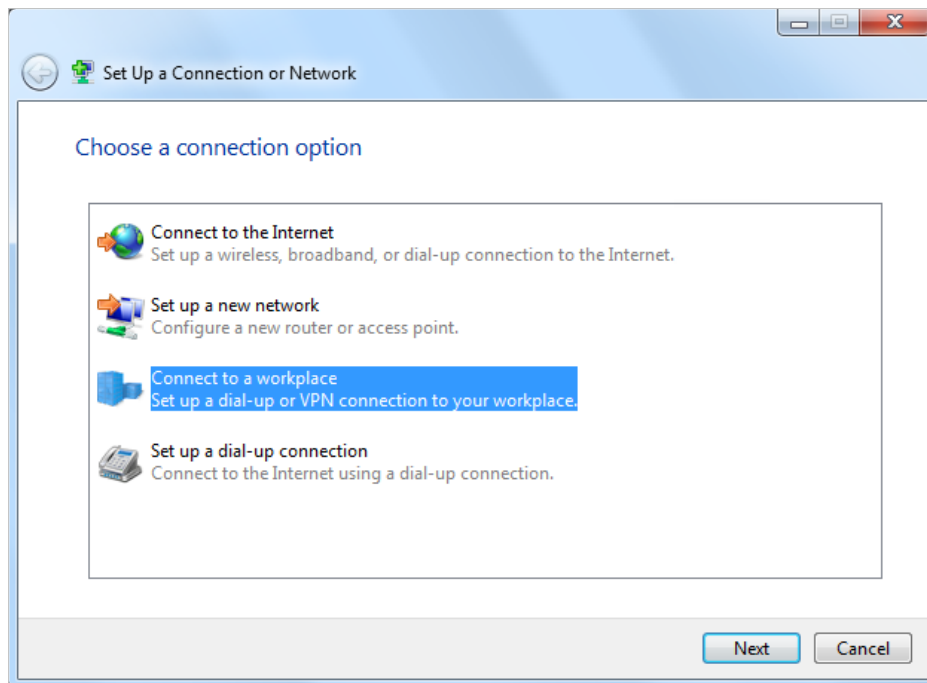 Set Up a Connection or Network
Choose a connection option
Connect to the Internet
Set up a wireless, broadband, or dial-up connection to the Internet.
Set up a new network
Configure a new router or access point.
Connect to a workplace
Set up a dial-up or VPN connection to your workplace.
Set up a dial-up connection
Connect to the Internet using a dial-up connection.
Next
Cancel